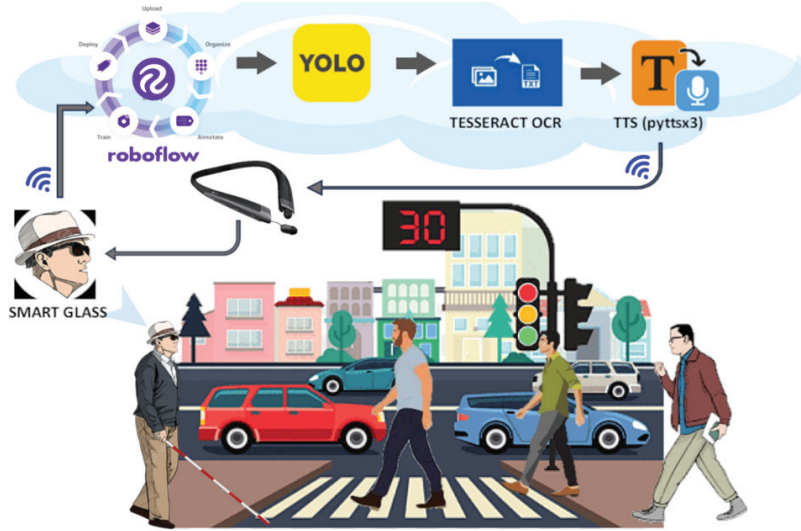 Upload
Deploy
Organize
Train
Annotate
roboflow
YOLO
TXT
TESSERACT OCR
T
TTS (pyttsx3)
30
SMART GLASS